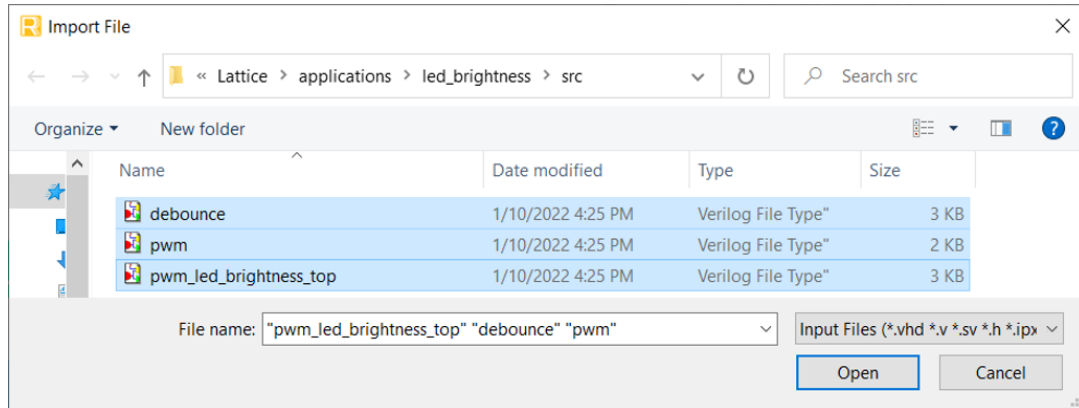 Import File
« Lattice > applications > led_brightness > src
Search src
Organize
New folder
?
Name Date modified Type Size
debounce 1/10/2022 4:25 PM Verilog File Type" 3 KB
pwm 1/10/2022 4:25 PM Verilog File Type" 2 KB
pwm_led_brightness_top 1/10/2022 4:25 PM Verilog File Type" 3 KB
File name: "pwm_led_brightness_top" "debounce" "pwm" Input Files (*.vhd *.v *.sv *.h *.ipx
Open Cancel